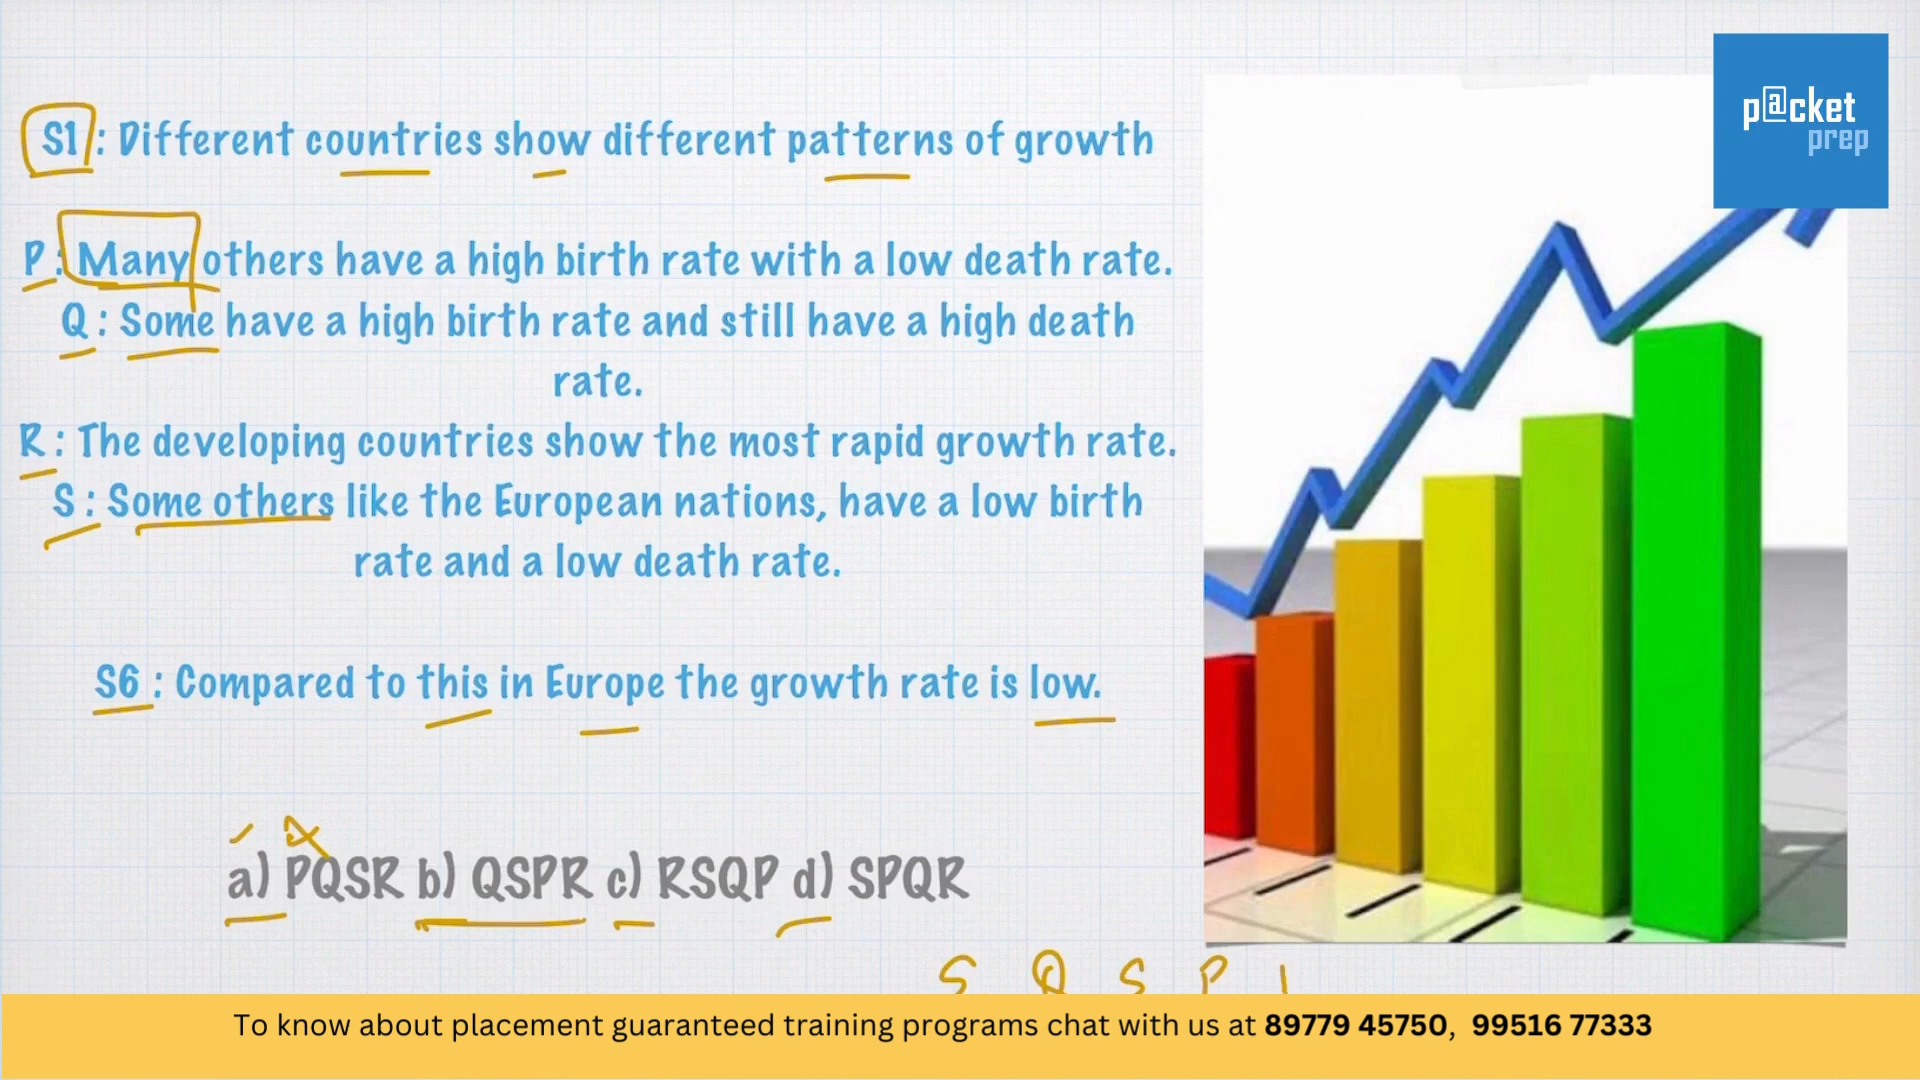 p@cket
prep
S1 : Different countries show different patterns of growth
P : Many others have a high birth rate with a low death rate.
Q : Some have a high birth rate and still have a high death
rate.
R : The developing countries show the most rapid growth rate.
S : Some others like the European nations, have a low birth
rate and a low death rate.
S6 : Compared to this in Europe the growth rate is low.
a) PQSR b) QSPR c) RSQP d) SPQR
S Q S P
To know about placement guaranteed training programs chat with us at 89779 45750, 99516 77333